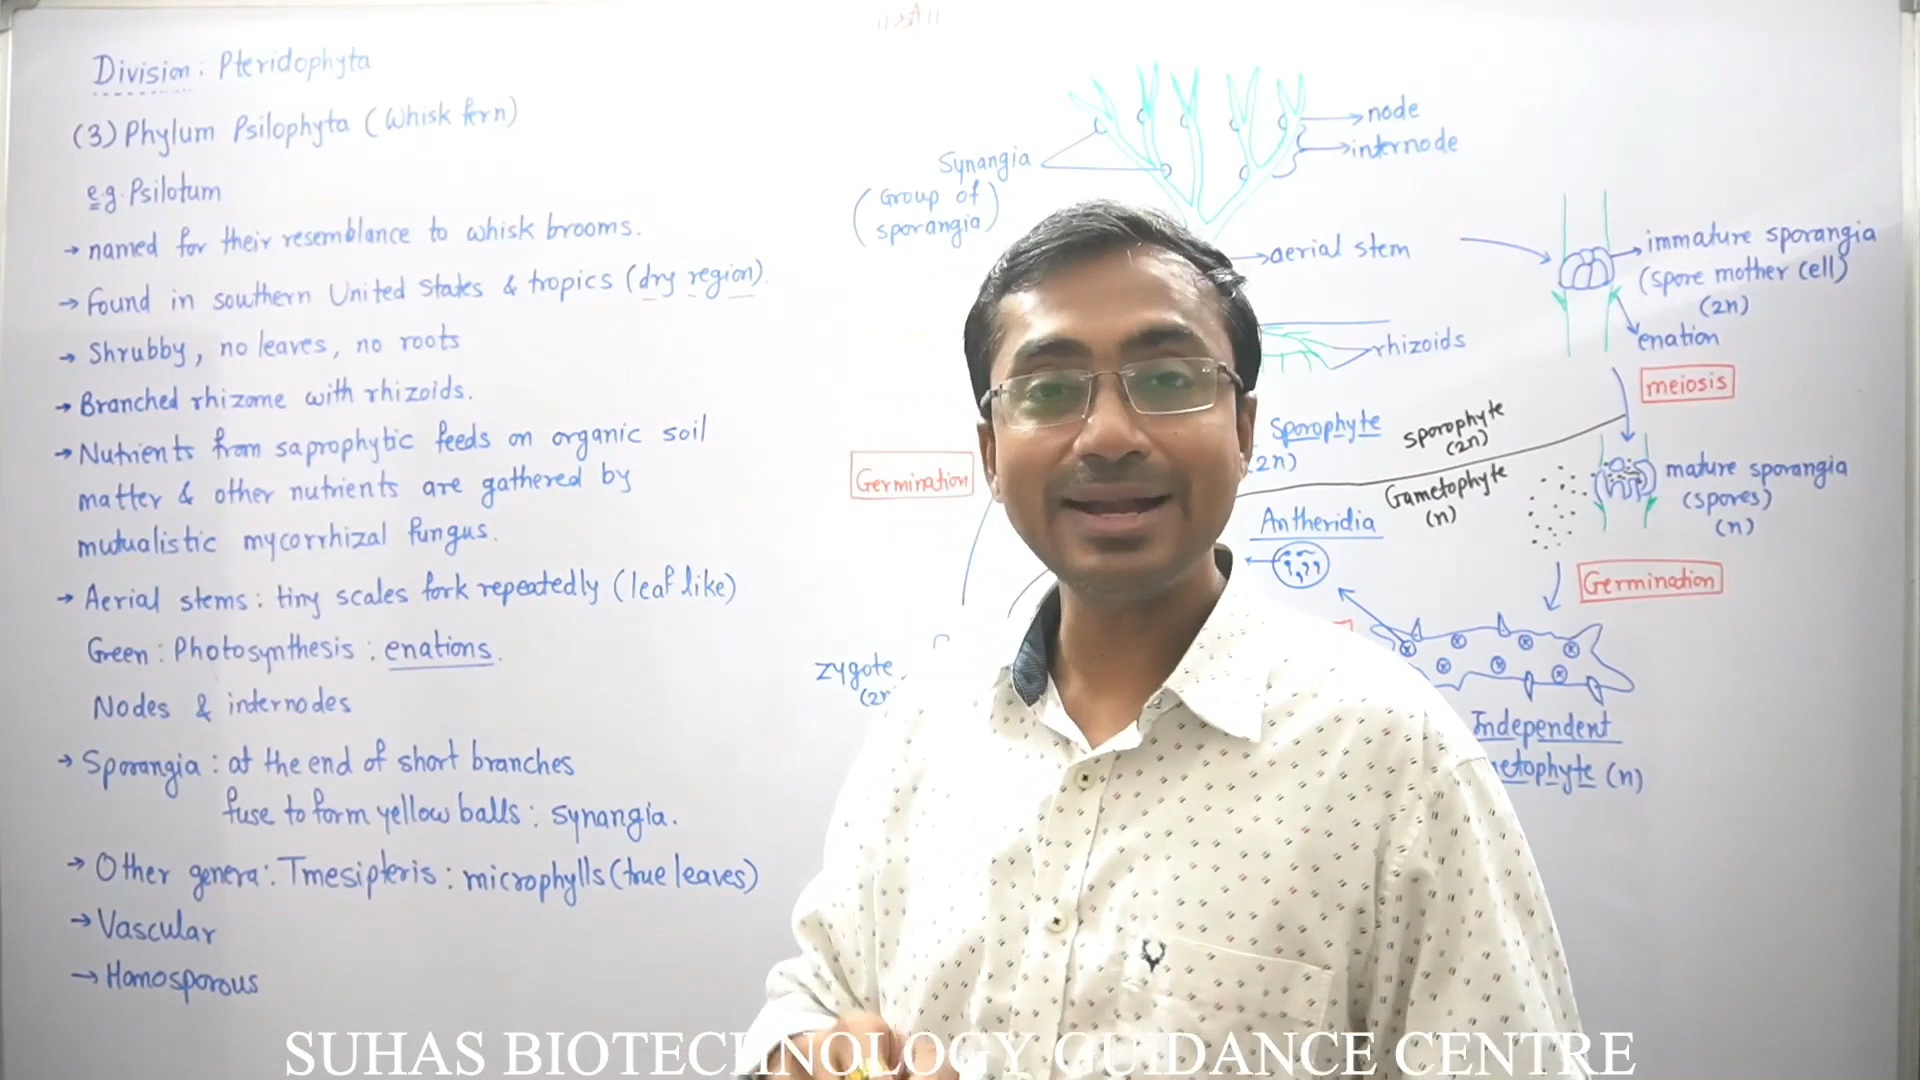 ॥ श्री ॥
Division: Pteridophyta
(3) Phylum Psilophyta (Whisk fern)
e.g. Psilotum
→ named for their resemblance to whisk brooms.
→ Found in southern United states & tropics (dry region).
→ Shrubby, no leaves, no roots
→ Branched rhizome with rhizoids.
→ Nutrients from saprophytic feeds on organic soil
matter & other nutrients are gathered by
mutualistic mycorrhizal fungus.
→ Aerial stems: tiny scales fork repeatedly (leaf like)
Green: Photosynthesis: enations.
Nodes & internodes
→ Sporangia: at the end of short branches
fuse to form yellow balls: synangia.
→ Other genera: Tmesipteris: microphylls (true leaves)
→ Vascular
→ Homosporous
Synangia
(Group of
sporangia)
node
internode
aerial stem
rhizoids
immature sporangia
(spore mother cell)
(2n)
enation
meiosis
Sporophyte
2n)
sporophyte
(2n)
Gametophyte
(n)
mature sporangia
(spores)
(n)
Germination
Germination
Antheridia
zygote
(2n
Independent
etophyte (n)
SUHAS BIOTECHNOLOGY GUIDANCE CENTRE